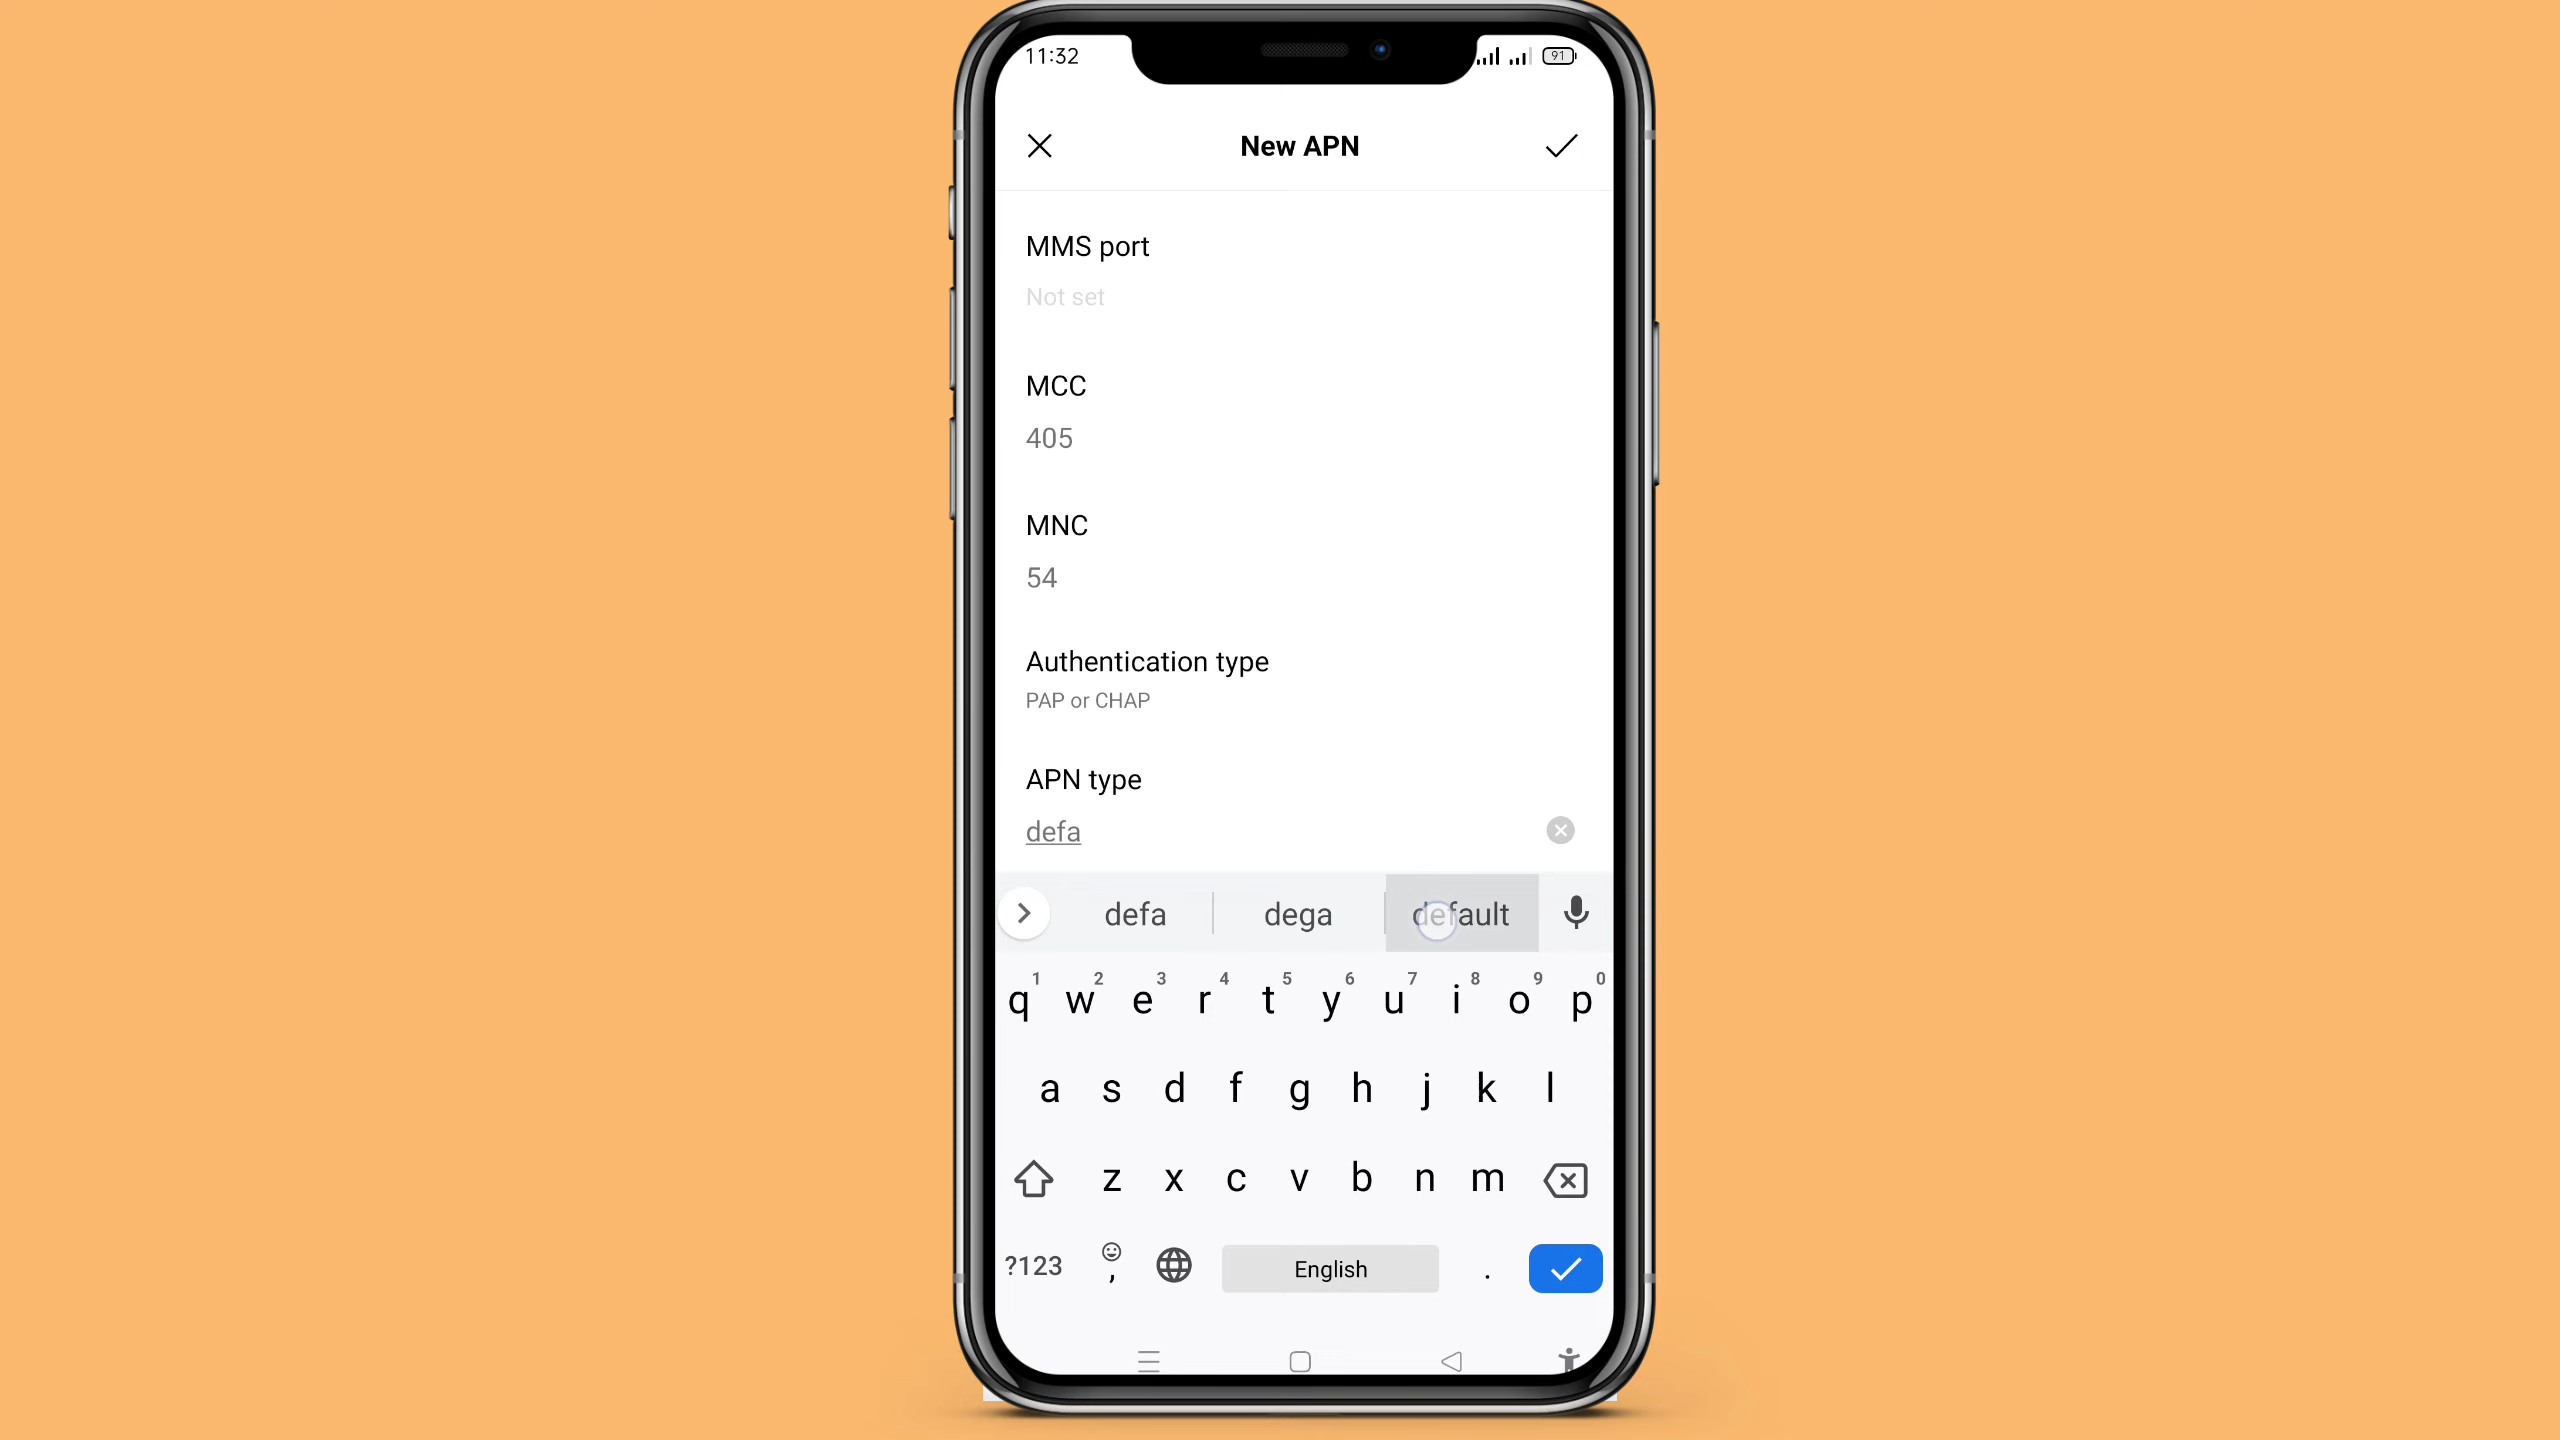 11:32
91
New APN
MMS port
Not set
MCC
405
MNC
54
Authentication type
PAP or CHAP
APN type
defa
defa dega default
1 2 3 4 5 6 7 8 9 0
q w e r t y u i o p
a s d f g h j k l
z x c v b n m
?123 , English .